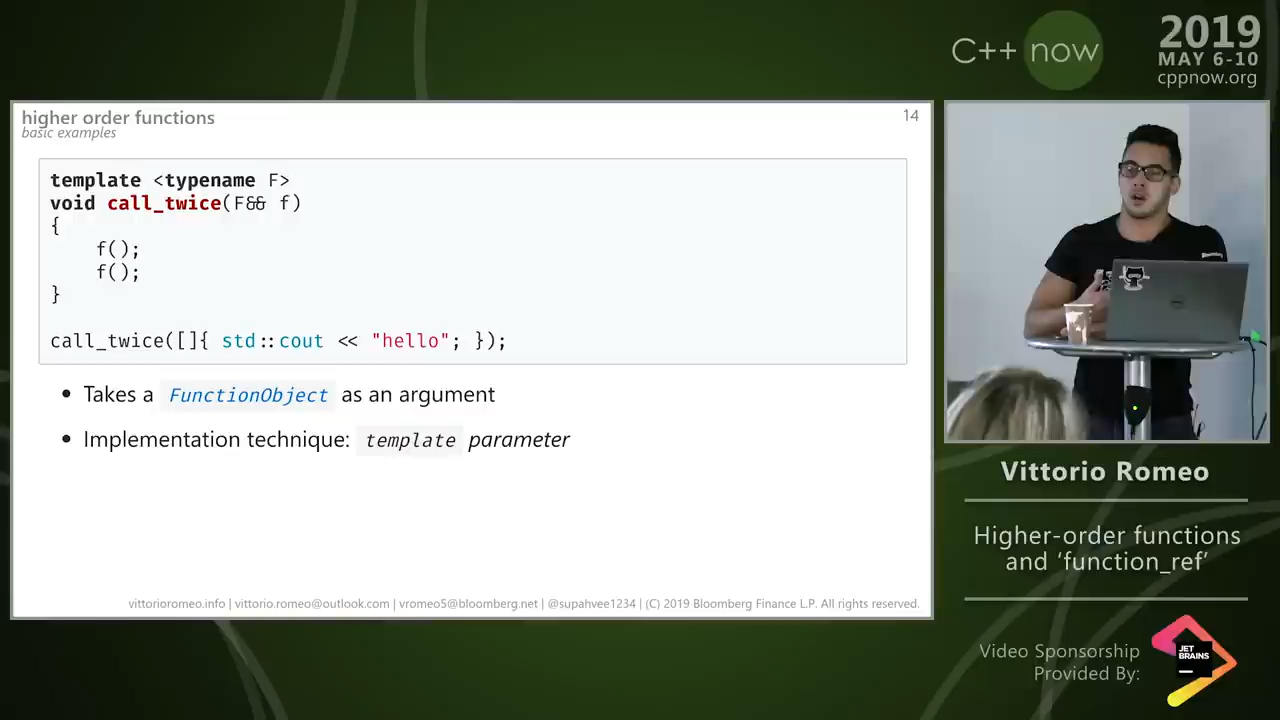 C++ now
2019
MAY 6-10
cppnow.org
higher order functions
basic examples
14
template <typename F>
void call_twice(F&& f)
{
f();
f();
}
call_twice([]{ std::cout << "hello"; });
• Takes a FunctionObject as an argument
• Implementation technique: template parameter
vittorioromeo.info | vittorio.romeo@outlook.com | vromeo5@bloomberg.net | @supahvee1234 | (C) 2019 Bloomberg Finance L.P. All rights reserved.
Vittorio Romeo
Higher-order functions
and ‘function_ref’
Video Sponsorship
Provided By:
JET
BRAINS